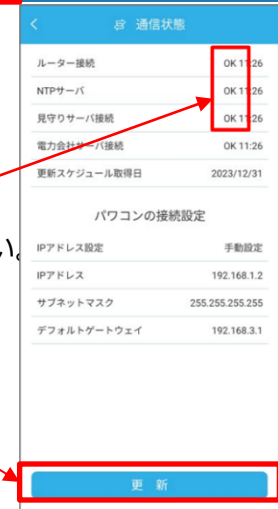 通信状態
ルーター接続 OK 11:26
NTPサーバ OK 11:26
見守りサーバ接続 OK 11:26
電力会社サーバ接続 OK 11:26
更新スケジュール取得日 2023/12/31
い。
パワコンの接続設定
IPアドレス設定 手動設定
IPアドレス 192.168.1.2
サブネットマスク 255.255.255.255
デフォルトゲートウェイ 192.168.3.1
更 新